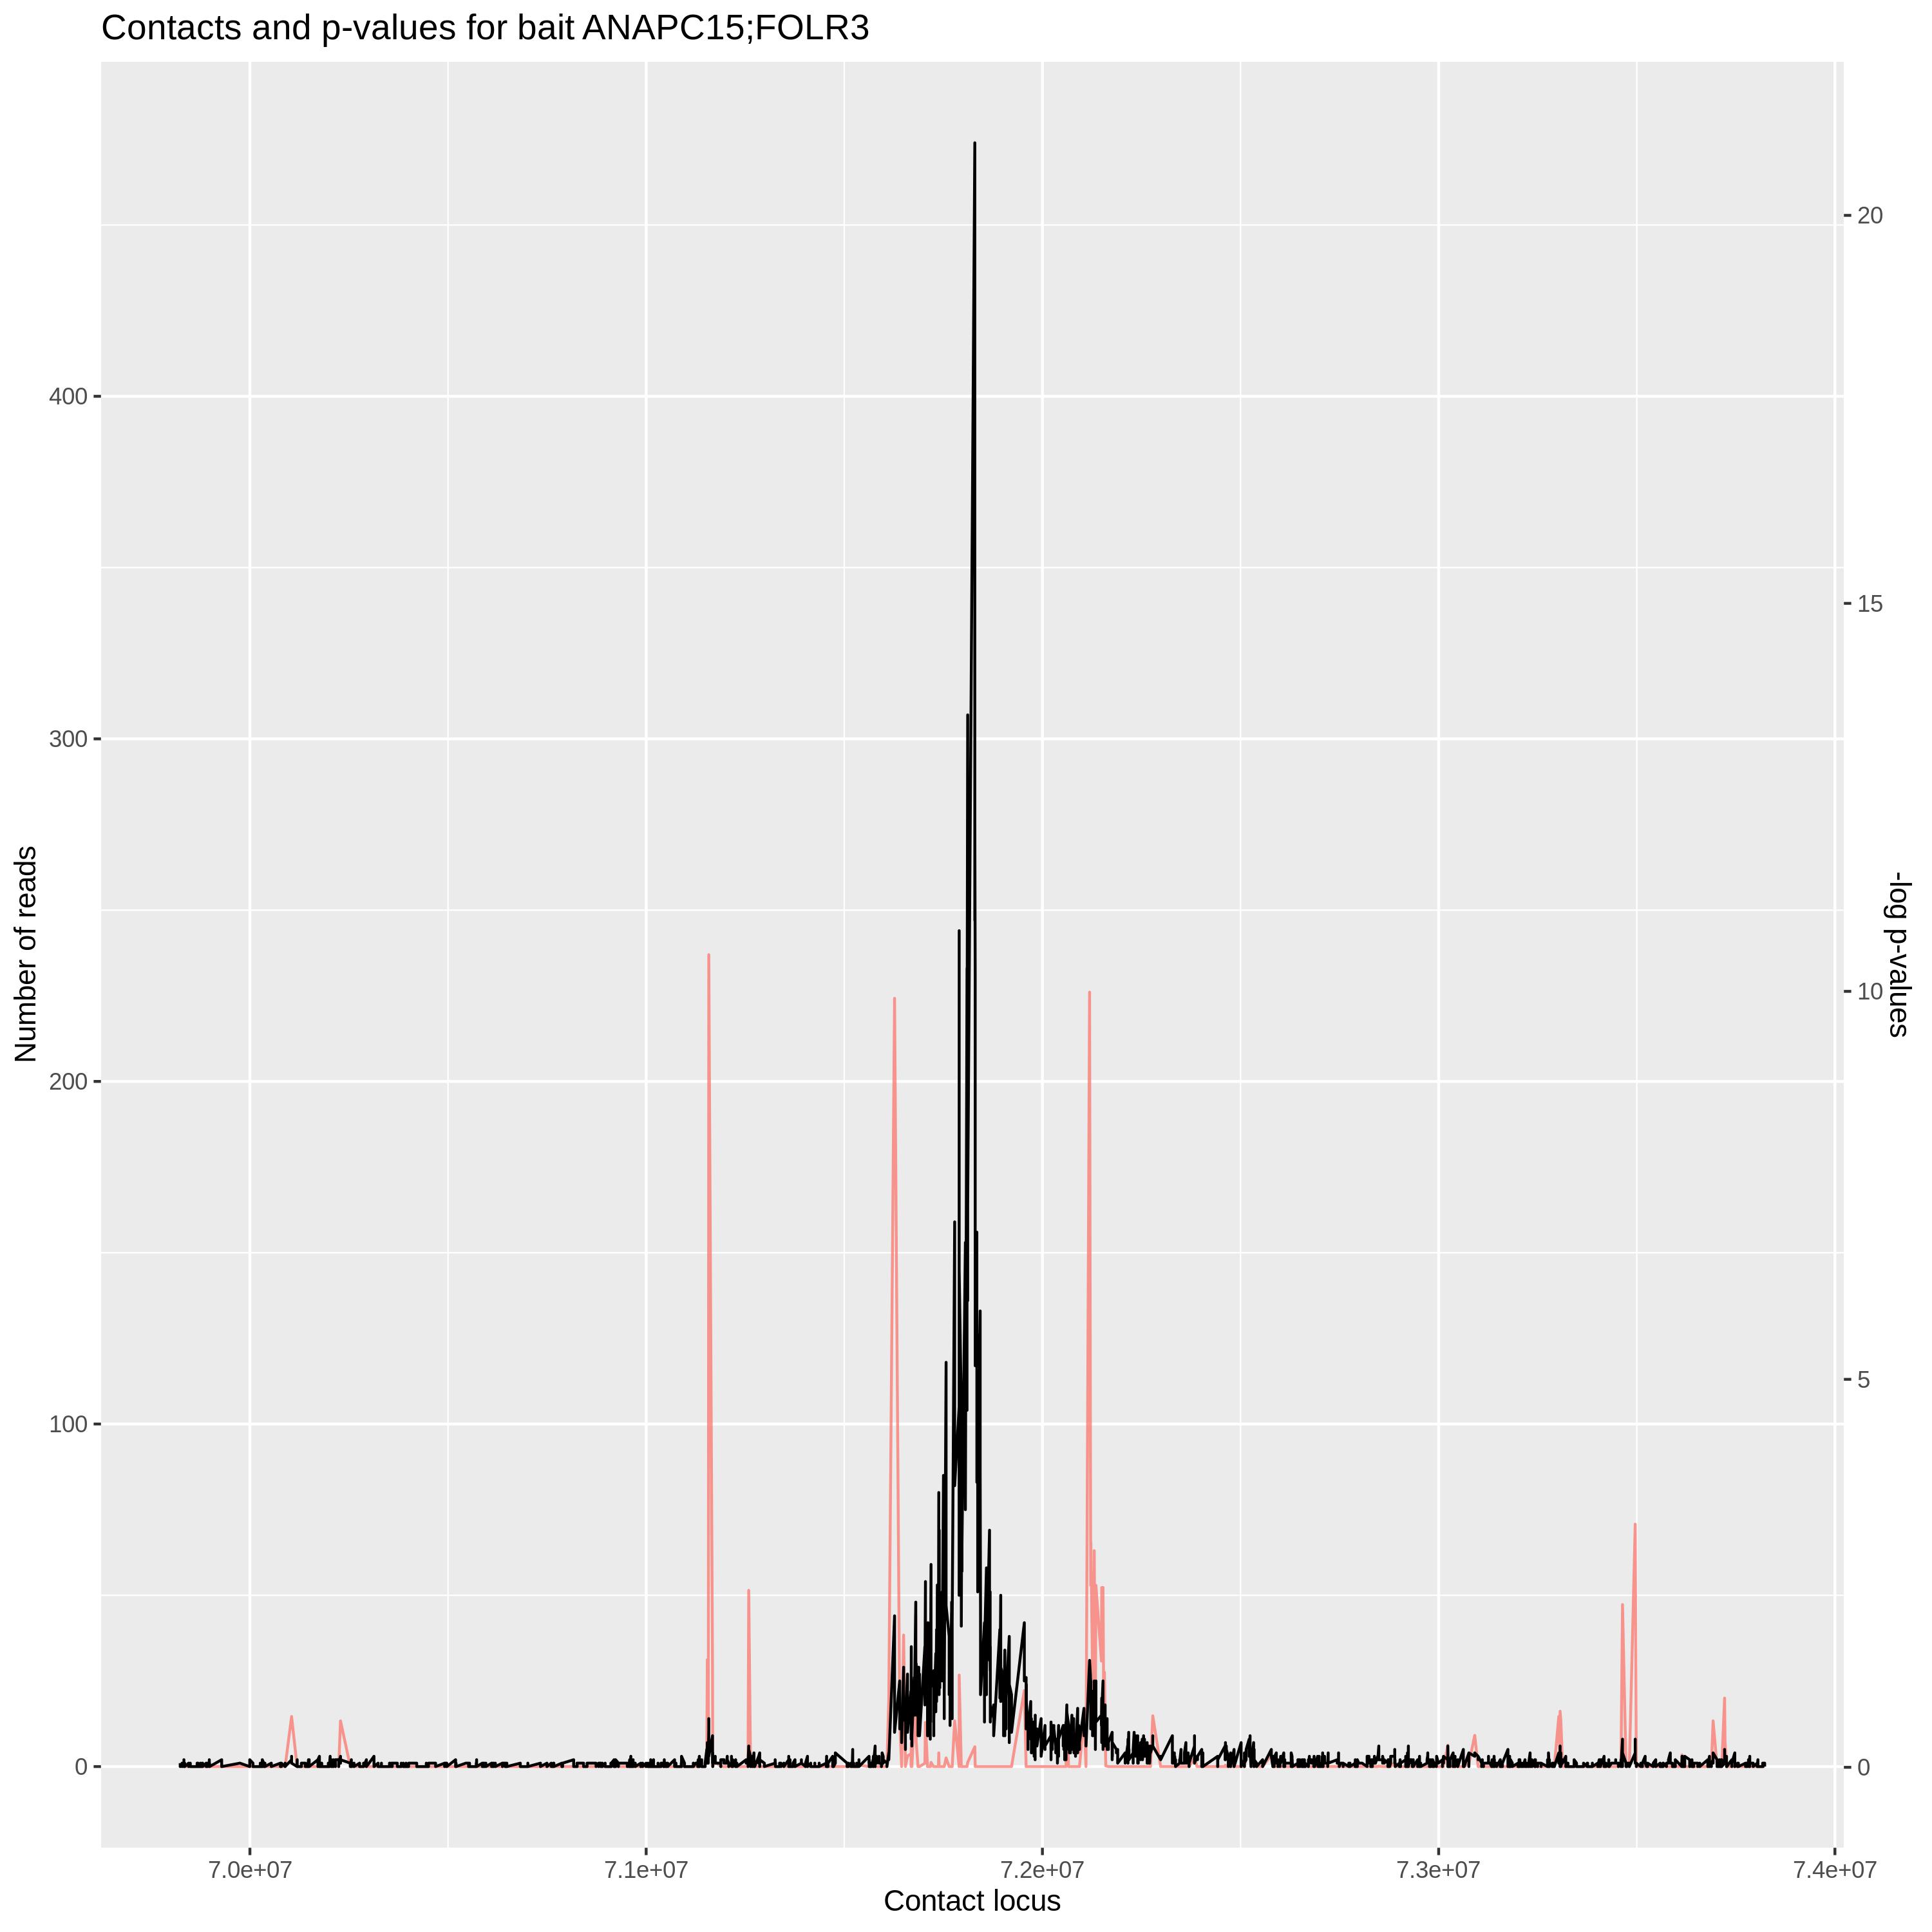 Contacts and p-values for bait ANAPC15;FOLR3
Number of reads
400
300
200
100
0
20
15
10
5
0
-log p-values
7.0e+07
7.1e+07
7.2e+07
7.3e+07
7.4e+07
Contact locus